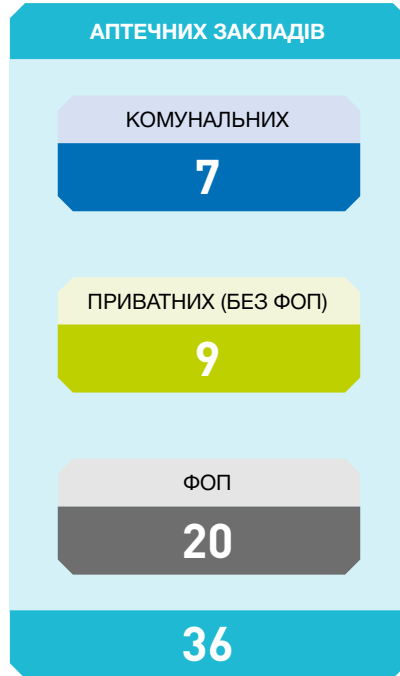 АПТЕЧНИХ ЗАКЛАДІВ
КОМУНАЛЬНИХ
7
ПРИВАТНИХ (БЕЗ ФОП)
9
ФОП
20
36